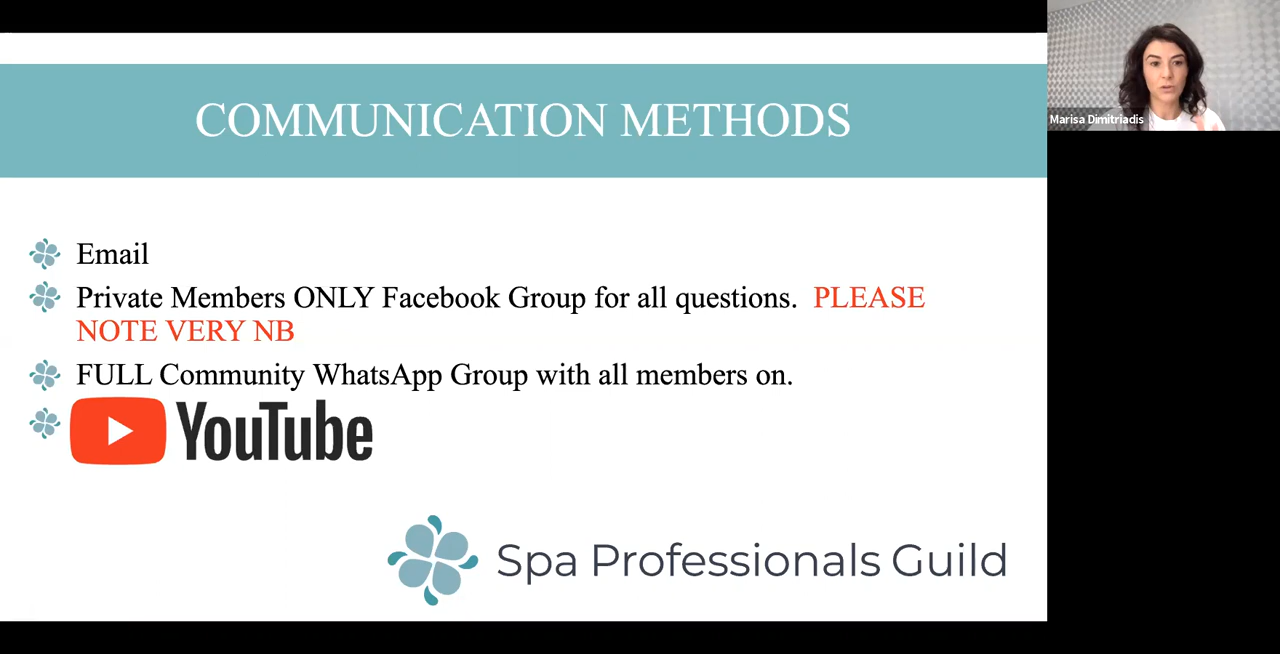 COMMUNICATION METHODS
Marisa Dimitriadis
Email
Private Members ONLY Facebook Group for all questions. PLEASE
NOTE VERY NB
FULL Community WhatsApp Group with all members on.
YouTube
Spa Professionals Guild